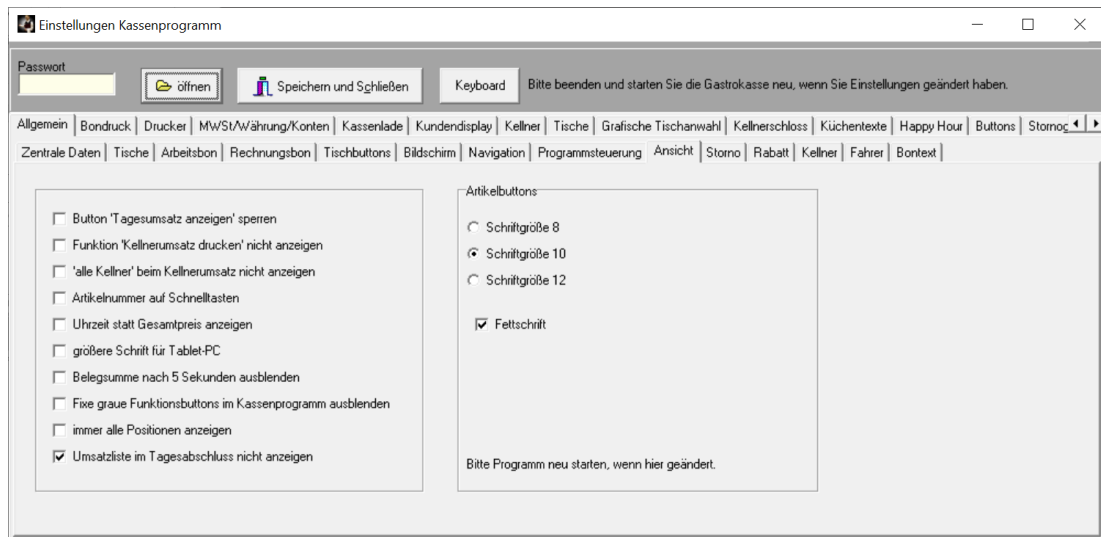 Einstellungen Kassenprogramm
Passwort
öffnen
Speichern und Schließen
Keyboard
Bitte beenden und starten Sie die Gastrokasse neu, wenn Sie Einstellungen geändert haben.
Allgemein Bondruck Drucker MWSt/Währung/Konten Kassenlade Kundendisplay Kellner Tische Grafische Tischanwahl Kellnerschloss Küchentexte Happy Hour Buttons
Zentrale Daten Tische Arbeitsbon Rechnungsbon Tischbuttons Bildschirm Navigation Programmsteuerung Ansicht Storno Rabatt Kellner Fahrer Bontext
Button 'Tagesumsatz anzeigen' sperren
Funktion 'Kellnerumsatz drucken' nicht anzeigen
'alle Kellner' beim Kellnerumsatz nicht anzeigen
Artikelnummer auf Schnelltasten
Uhrzeit statt Gesamtpreis anzeigen
größere Schrift für Tablet-PC
Belegsumme nach 5 Sekunden ausblenden
Fixe graue Funktionsbuttons im Kassenprogramm ausblenden
immer alle Positionen anzeigen
Umsatzliste im Tagesabschluss nicht anzeigen
Artikelbuttons
Schriftgröße 8
Schriftgröße 10
Schriftgröße 12
Fettschrift
Bitte Programm neu starten, wenn hier geändert.